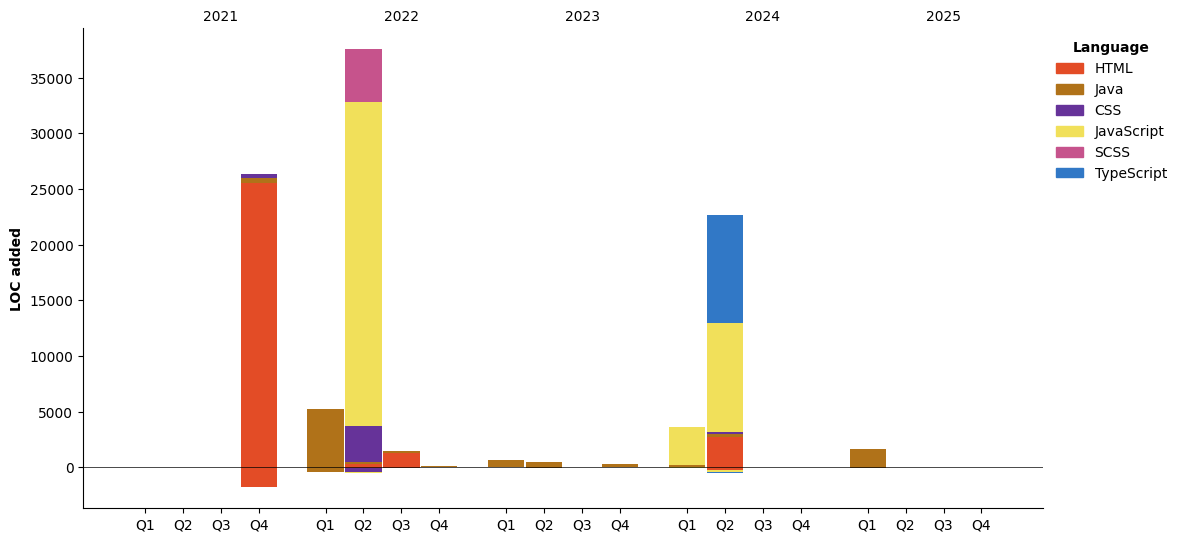 2021 2022 2023 2024 2025
Language
HTML
Java
CSS
JavaScript
SCSS
TypeScript
LOC added
35000
30000
25000
20000
15000
10000
5000
0
Q1 Q2 Q3 Q4 Q1 Q2 Q3 Q4 Q1 Q2 Q3 Q4 Q1 Q2 Q3 Q4 Q1 Q2 Q3 Q4